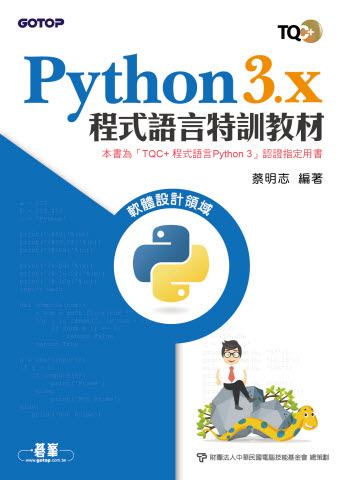 GOTOP
TQC+
Python 3.x
程式語言特訓教材
本書為「TQC+ 程式語言Python 3」認證指定用書
蔡明志 編著
軟體設計領域
財團法人中華民國電腦技能基金會 總策劃
碁峯
www.gotop.com.tw